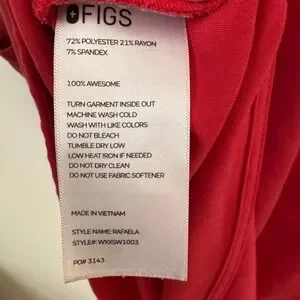 FIGS
72% POLYESTER 21% RAYON
7% SPANDEX
100% AWESOME
TURN GARMENT INSIDE OUT
MACHINE WASH COLD
WASH WITH LIKE COLORS
DO NOT BLEACH
TUMBLE DRY LOW
LOW HEAT IRON IF NEEDED
DO NOT DRY CLEAN
DO NOT USE FABRIC SOFTENER
MADE IN VIETNAM
STYLE NAME: RAFAELA
STYLE#: WXXSW1003
PO# 3143